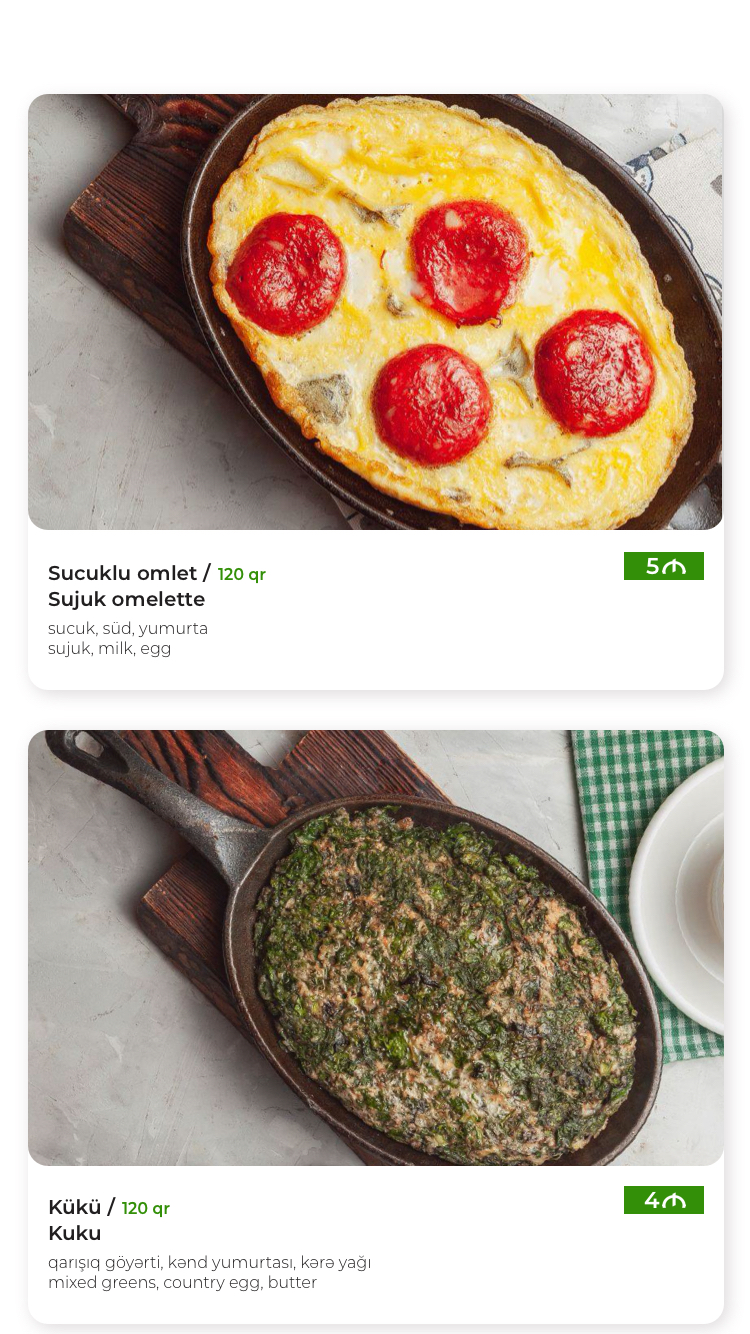 Sucuklu omlet / 120 qr
5₼
Sujuk omelette
sucuk, süd, yumurta
sujuk, milk, egg
Kükü / 120 qr
4₼
Kuku
qarışıq göyərti, kənd yumurtası, kərə yağı
mixed greens, country egg, butter